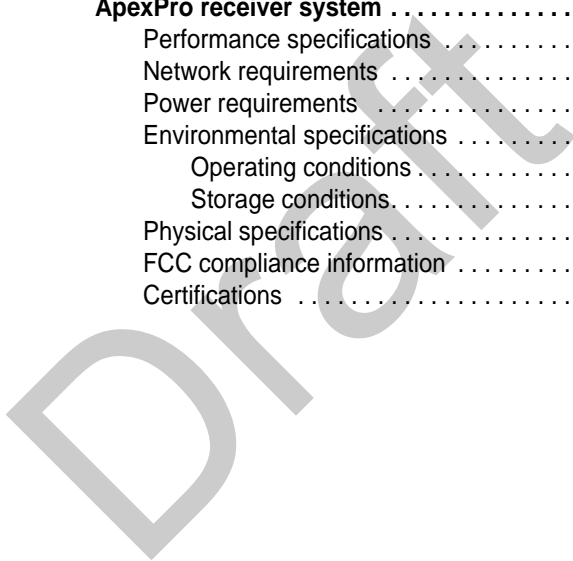 ApexPro receiver system . . . . . . . . . . . . . .
Performance specifications . . . . . . . . . .
Network requirements . . . . . . . . . . . . . .
Power requirements . . . . . . . . . . . . . . .
Environmental specifications . . . . . . . . .
Operating conditions . . . . . . . . . . . .
Storage conditions. . . . . . . . . . . . . .
Physical specifications . . . . . . . . . . . . . .
FCC compliance information . . . . . . . . .
Certifications . . . . . . . . . . . . . . . . . . . . .
Draft